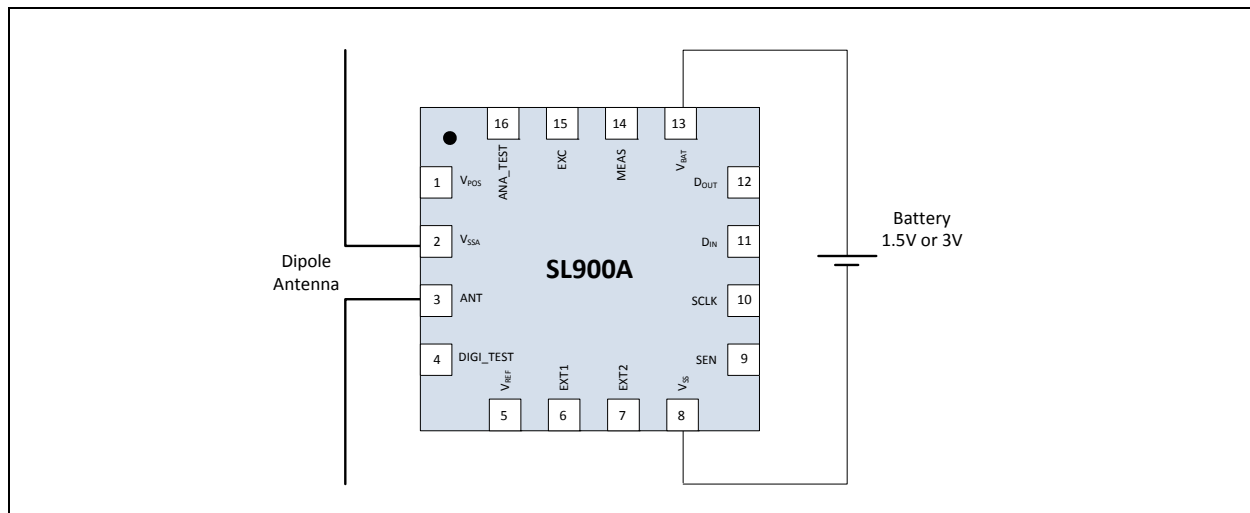 16
15
14
13
ANA_TEST
EXC
MEAS
VBAT
1
VPOS
DOUT
12
2
VSSA
DIN
11
Battery
1.5V or 3V
Dipole
Antenna
SL900A
3
ANT
SCLK
10
4
DIGI_TEST
SEN
9
VREF
EXT1
EXT2
VSS
5
6
7
8